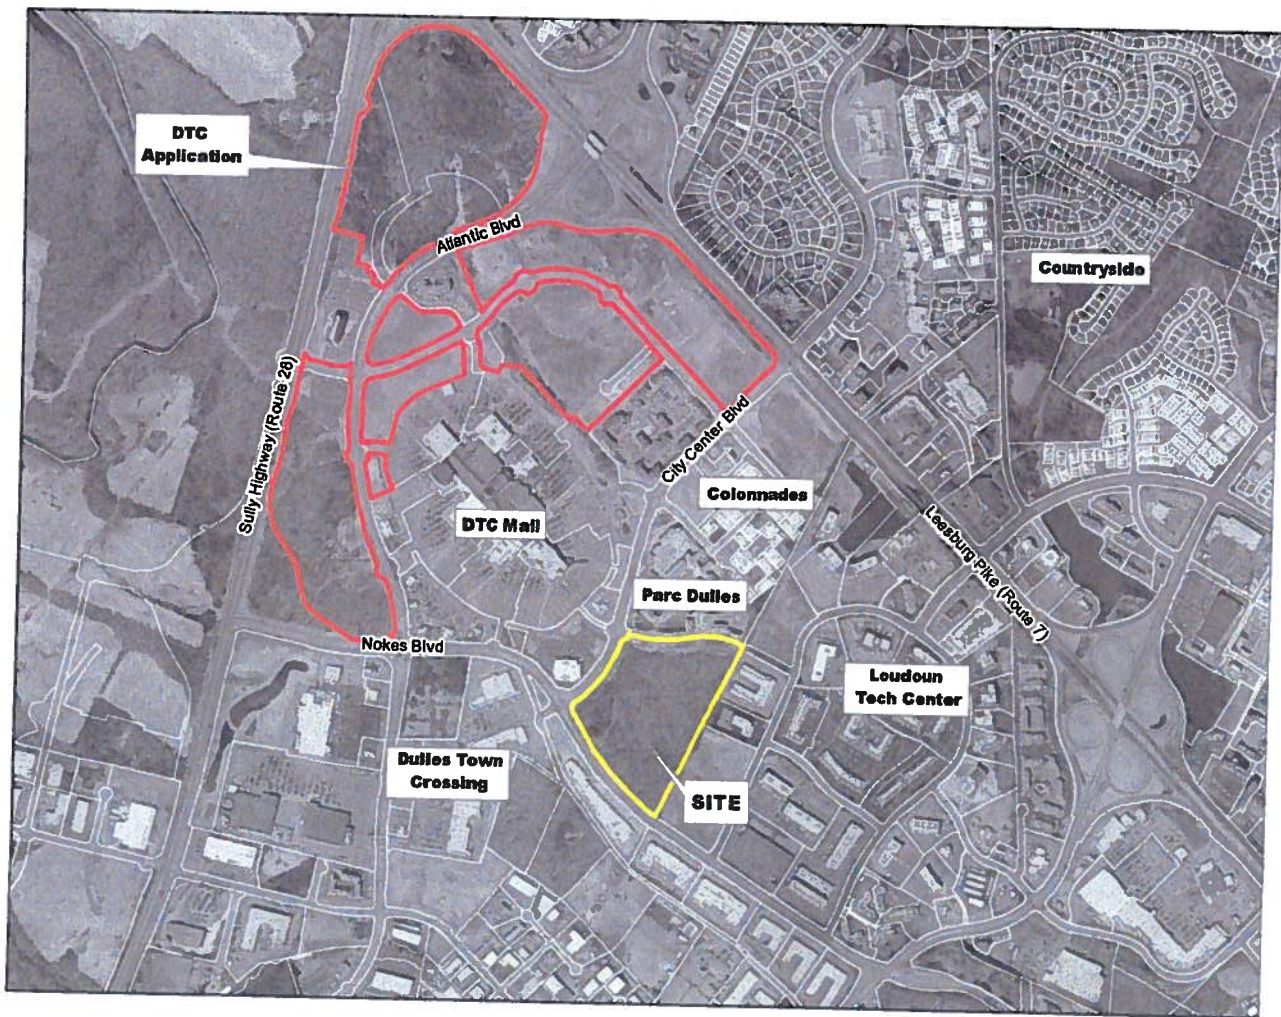 DTC
Application
Atlantic Blvd
Countryside
Sully Highway (Route 28)
City Center Blvd
Colonnades
DTC Mall
Leesburg Pike (Route 7)
Parc Dulles
Nokes Blvd
Loudoun
Tech Center
Dulles Town
Crossing
SITE